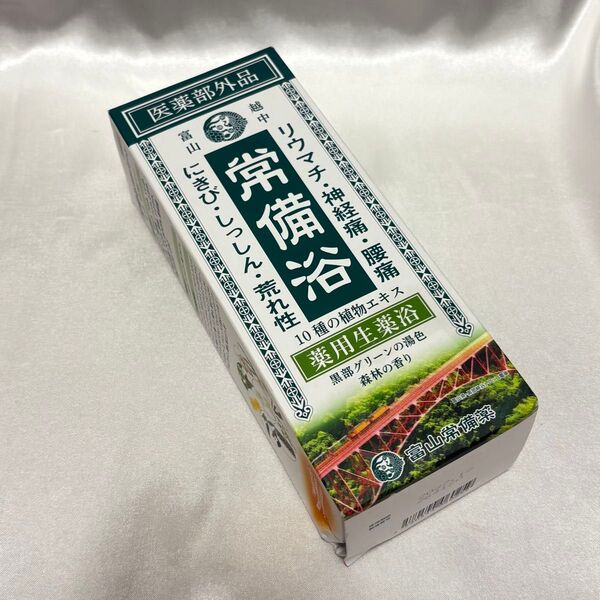 医薬部外品
越中
富山
リウマチ・神経痛・腰痛
常備浴
にきび・しっしん・荒れ性
10種の植物エキス
薬用生薬浴
黒部グリーンの湯色
森林の香り
富山常備薬